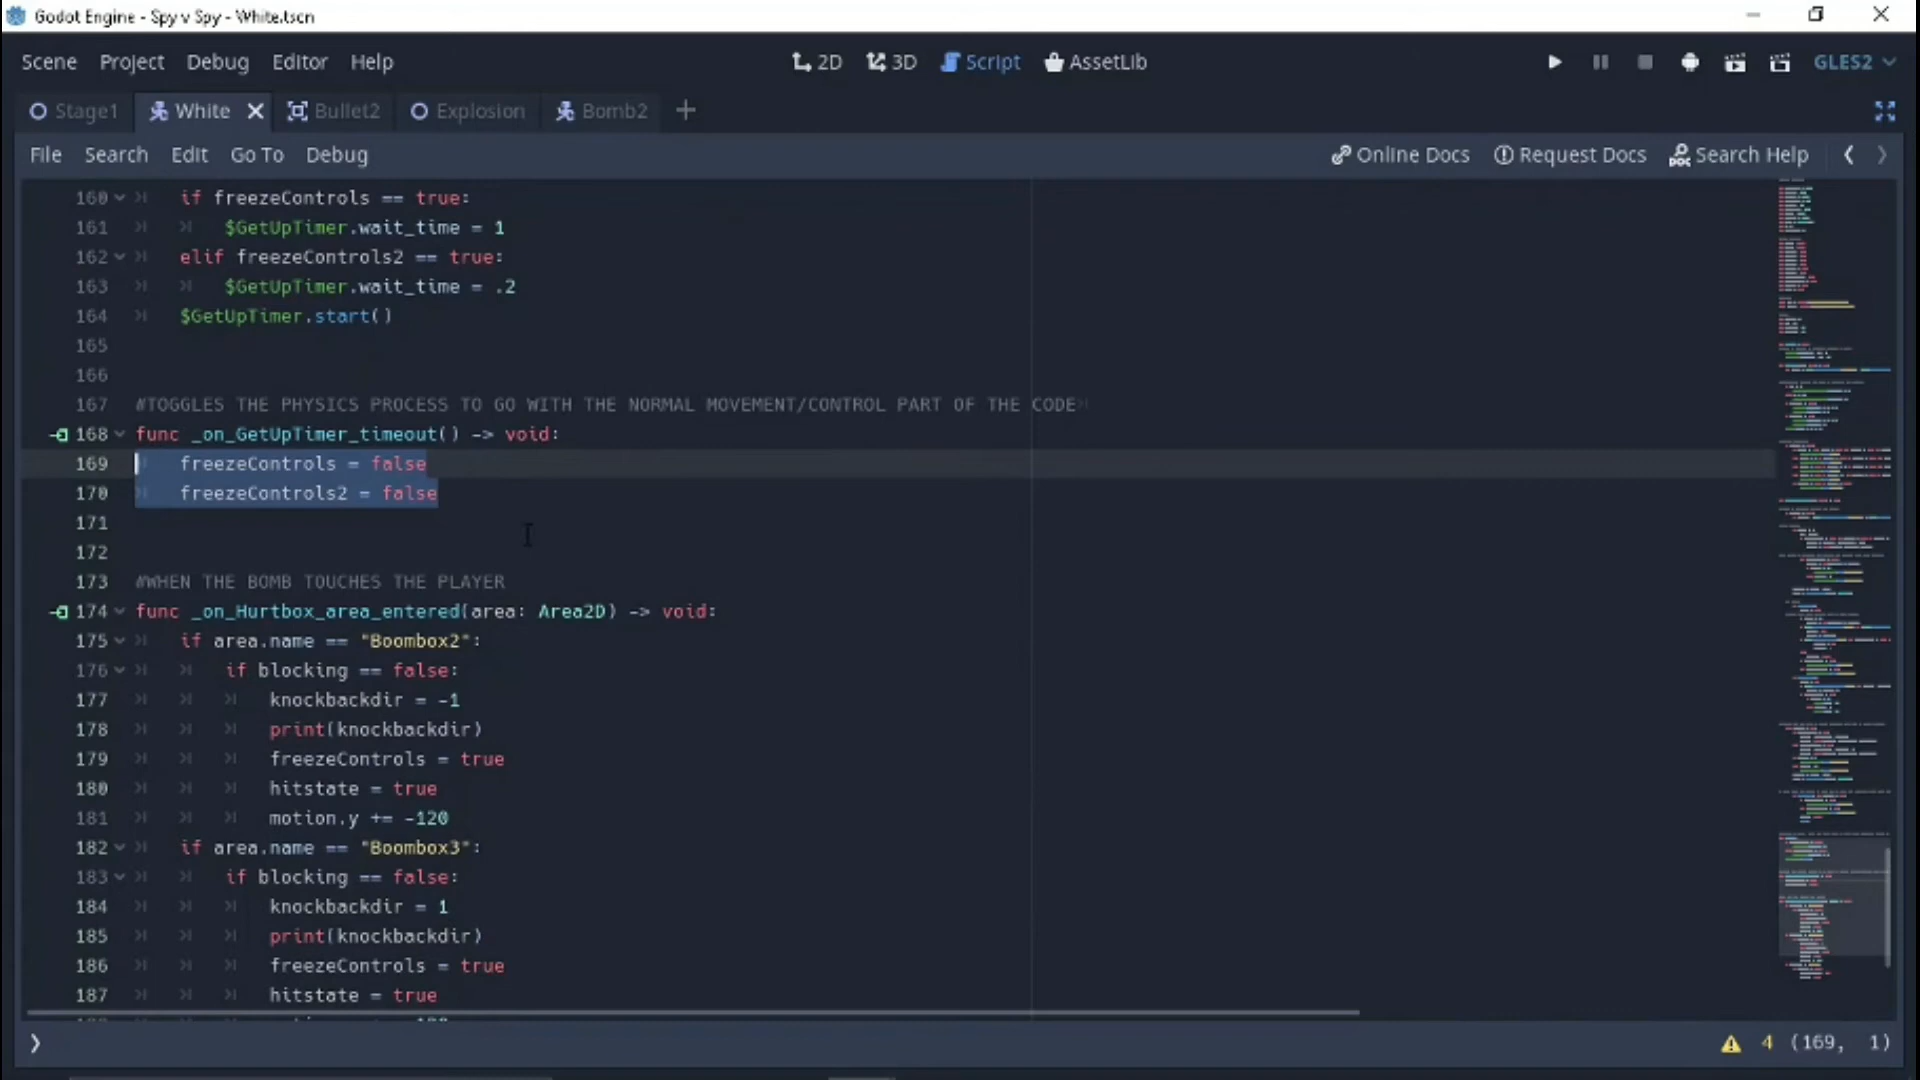 Godot Engine - Spy v Spy - White.tscn
Scene Project Debug Editor Help 2D 3D Script AssetLib GLES2
Stage1 White Bullet2 Explosion Bomb2
File Search Edit Go To Debug Online Docs Request Docs Search Help
160 if freezeControls == true:
161 $GetUpTimer.wait_time = 1
162 elif freezeControls2 == true:
163 $GetUpTimer.wait_time = .2
164 $GetUpTimer.start()
165
166
167 #TOGGLES THE PHYSICS PROCESS TO GO WITH THE NORMAL MOVEMENT/CONTROL PART OF THE CODE
168 func _on_GetUpTimer_timeout() -> void:
169 freezeControls = false
170 freezeControls2 = false
171
172
173 #WHEN THE BOMB TOUCHES THE PLAYER
174 func _on_Hurtbox_area_entered(area: Area2D) -> void:
175 if area.name == "Boombox2":
176 if blocking == false:
177 knockbackdir = -1
178 print(knockbackdir)
179 freezeControls = true
180 hitstate = true
181 motion.y += -120
182 if area.name == "Boombox3":
183 if blocking == false:
184 knockbackdir = 1
185 print(knockbackdir)
186 freezeControls = true
187 hitstate = true
4 (169, 1)